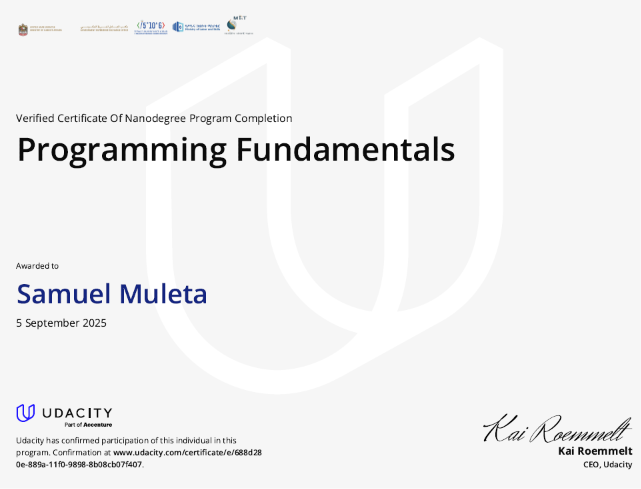 MET
Verified Certificate Of Nanodegree Program Completion
Programming Fundamentals
Awarded to
Samuel Muleta
5 September 2025
UDACITY
Part of Accenture
Udacity has confirmed participation of this individual in this
program. Confirmation at www.udacity.com/certificate/e/688d28
0e-889a-11f0-9898-8b08cb07f407.
Kai Roemmelt
Kai Roemmelt
CEO, Udacity